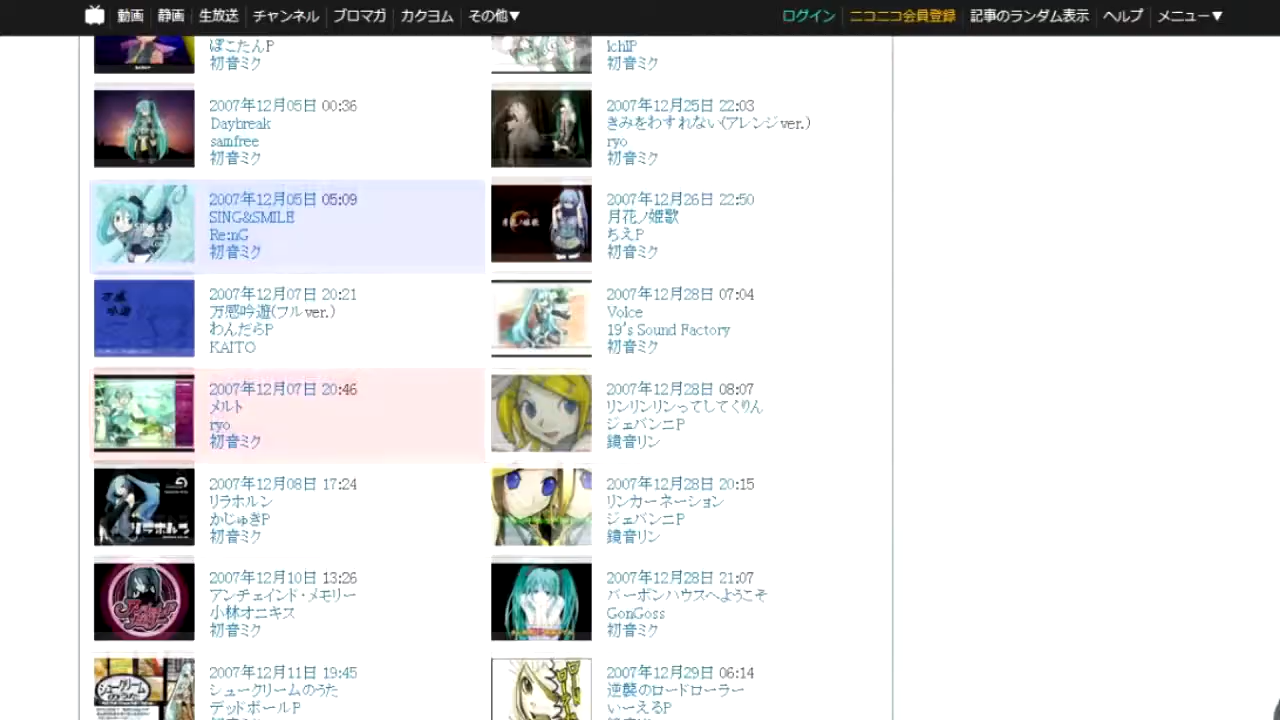 動画 静画 生放送 チャンネル ブロマガ カクヨム その他▼ ログイン ニコニコ会員登録 記事のランダム表示 ヘルプ メニュー▼
ぽこたんP
初音ミク
2007年12月05日 00:36
Daybreak
samfree
初音ミク
2007年12月05日 05:09
SING&SMILE
Re:nG
初音ミク
2007年12月07日 20:21
万感吟遊(フルver.)
わんだらP
KAITO
2007年12月07日 20:46
メルト
ryo
初音ミク
2007年12月08日 17:24
リラホルン
かじゅきP
初音ミク
2007年12月10日 13:26
アンチェインド・メモリー
小林オニキス
初音ミク
2007年12月11日 19:45
シュークリームのうた
デッドボー
IchiP
初音ミク
2007年12月25日 22:03
きみをわすれない(アレンジver.)
ryo
初音ミク
2007年12月26日 22:50
月花ノ姫歌
ちえP
初音ミク
2007年12月28日 07:04
Voice
19's Sound Factory
初音ミク
2007年12月28日 08:07
リンリンリンってしてくりん
ジェバンニP
鏡音リン
2007年12月28日 20:15
リンカーネーション
ジェバンニP
鏡音リン
2007年12月28日 21:07
バーボンハウスへようこそ
GonGoss
初音ミク
2007年12月29日 06:14
逆襲のロードローラー
いーえるP
万感
吟遊
月花ノ姫歌
リラホルン
シュークリーム